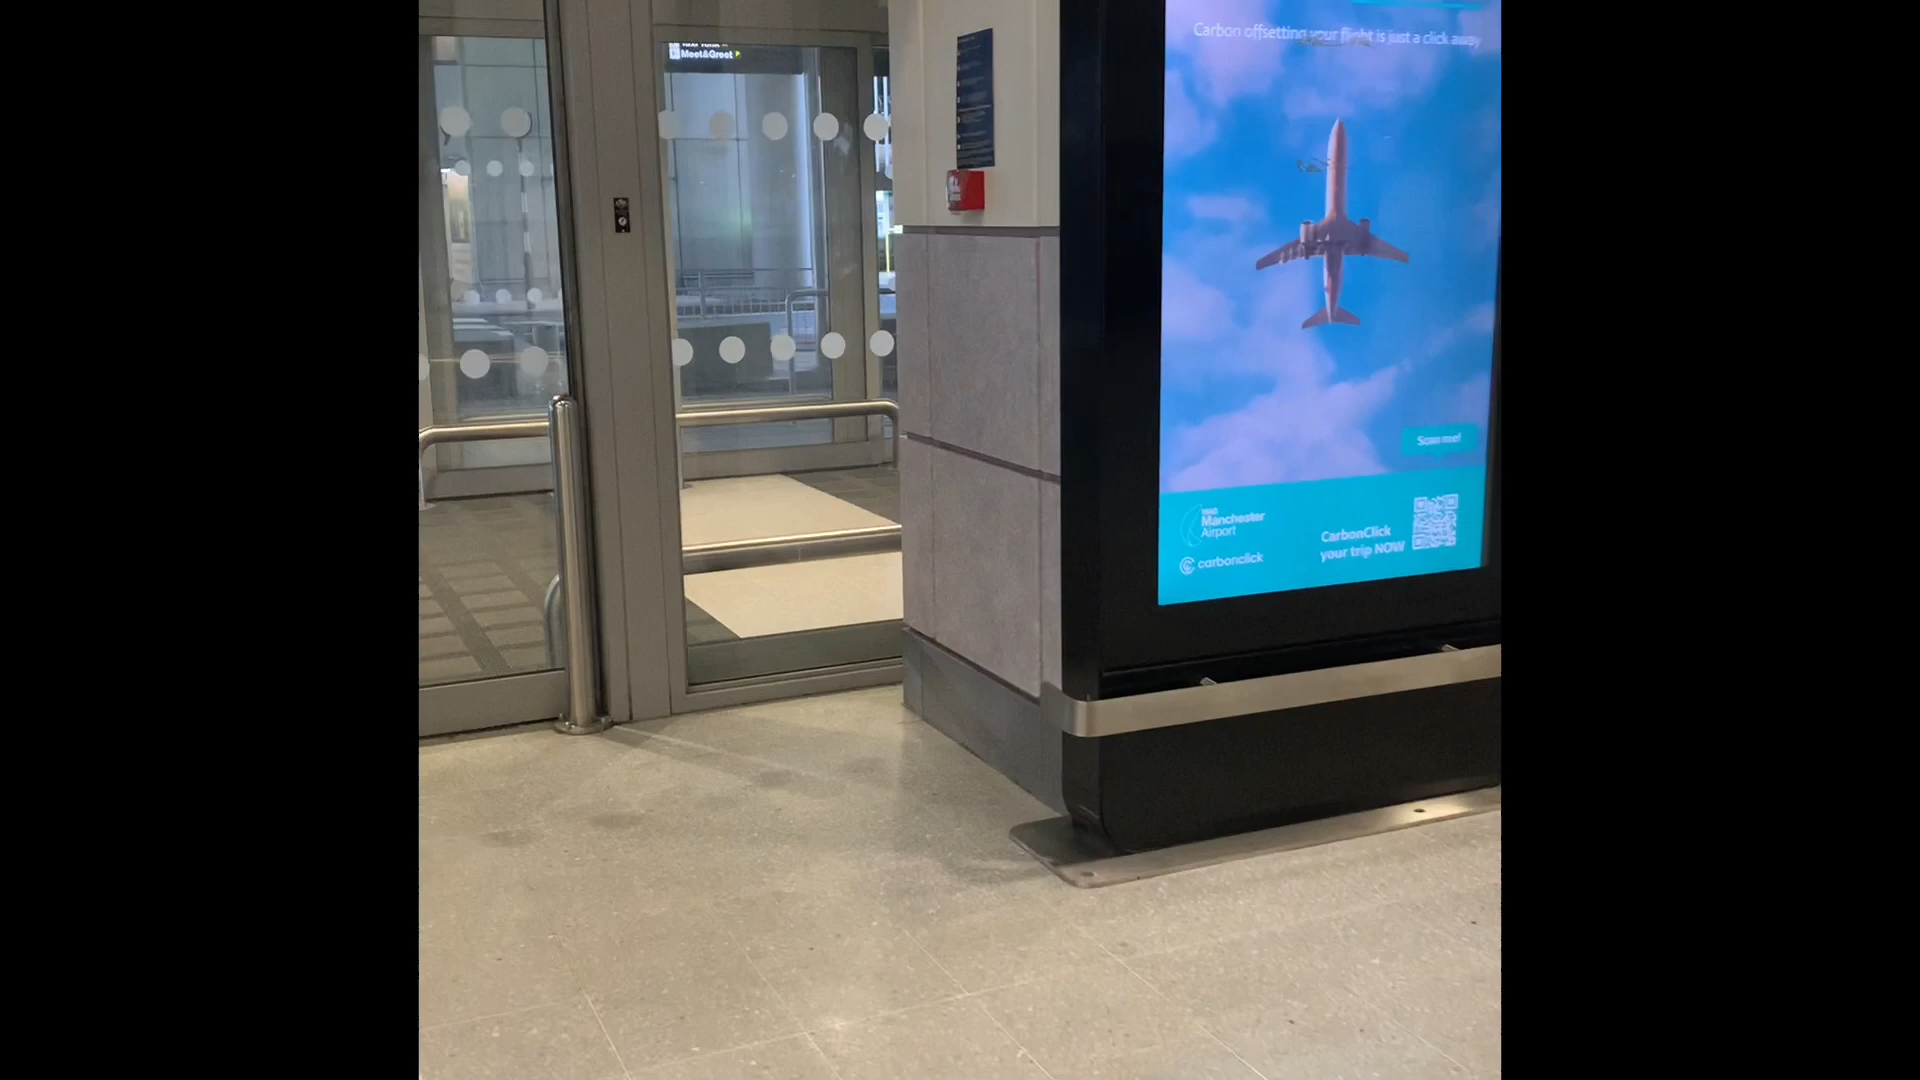 Meet&Greet
Carbon offsetting your flight is just a click away
Scan me!
MAG
Manchester
Airport
carbonclick
CarbonClick
your trip NOW